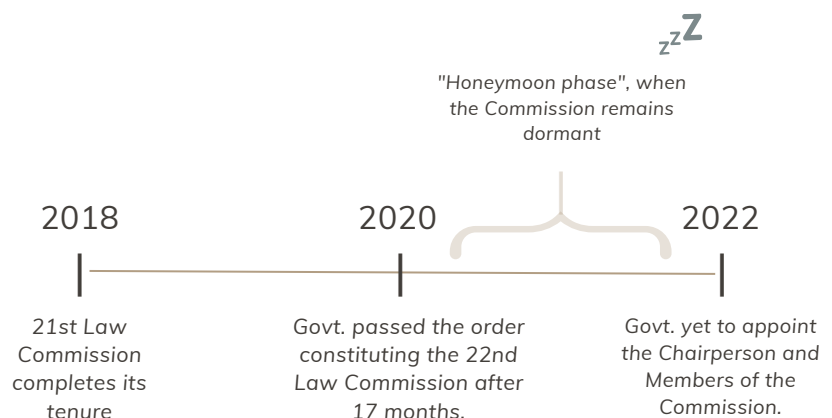 zzZ
"Honeymoon phase", when
the Commission remains
dormant
2018
2020
2022
21st Law
Commission
completes its
tenure
Govt. passed the order
constituting the 22nd
Law Commission after
17 months.
Govt. yet to appoint
the Chairperson and
Members of the
Commission.